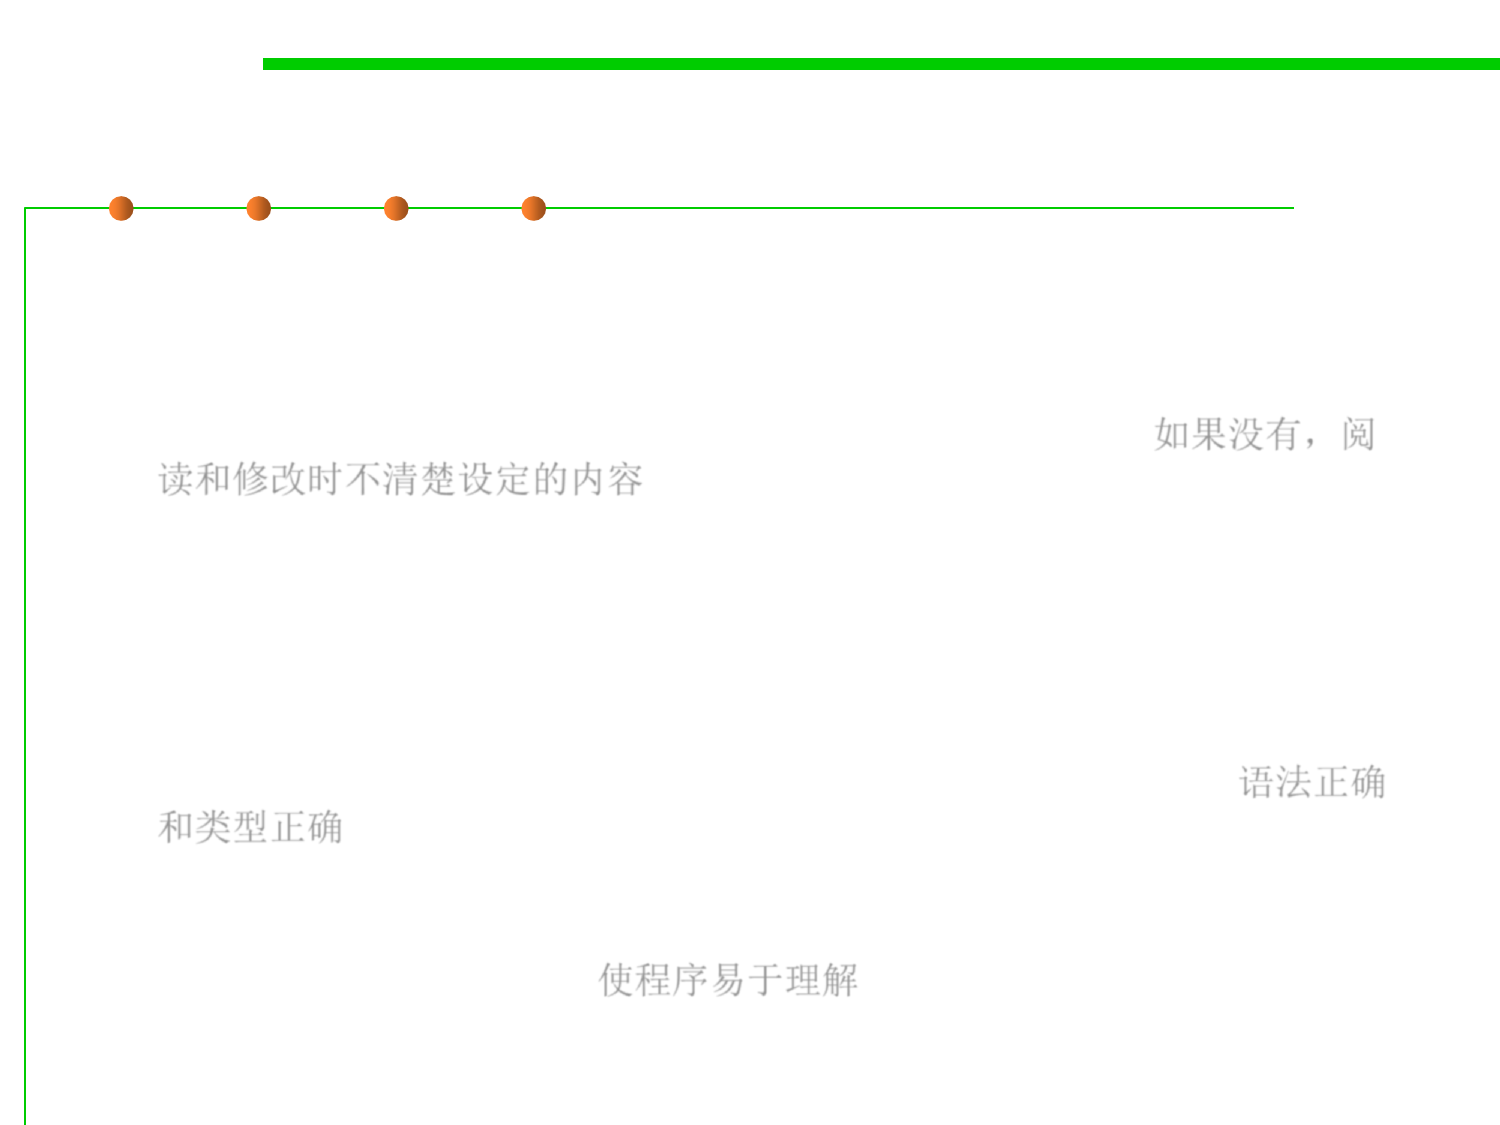 如果没有，阅
读和修改时不清楚设定的内容
语法正确
和类型正确
使程序易于理解